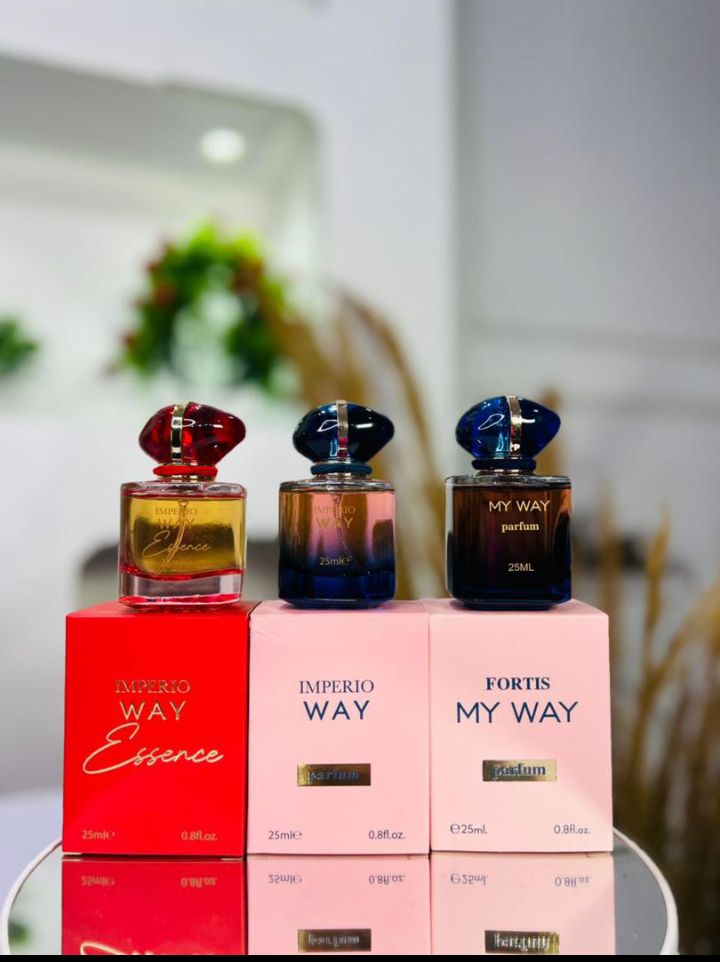 IMPERIO
WAY
Essence
25ml℮
IMPERIO
WAY
25ml℮
MY WAY
parfum
25ML
IMPERIO
WAY
Essence
25ml℮ 0.8fl.oz.
IMPERIO
WAY
parfum
25ml℮ 0.8fl.oz.
FORTIS
MY WAY
parfum
℮25ml. 0.8fl.oz.